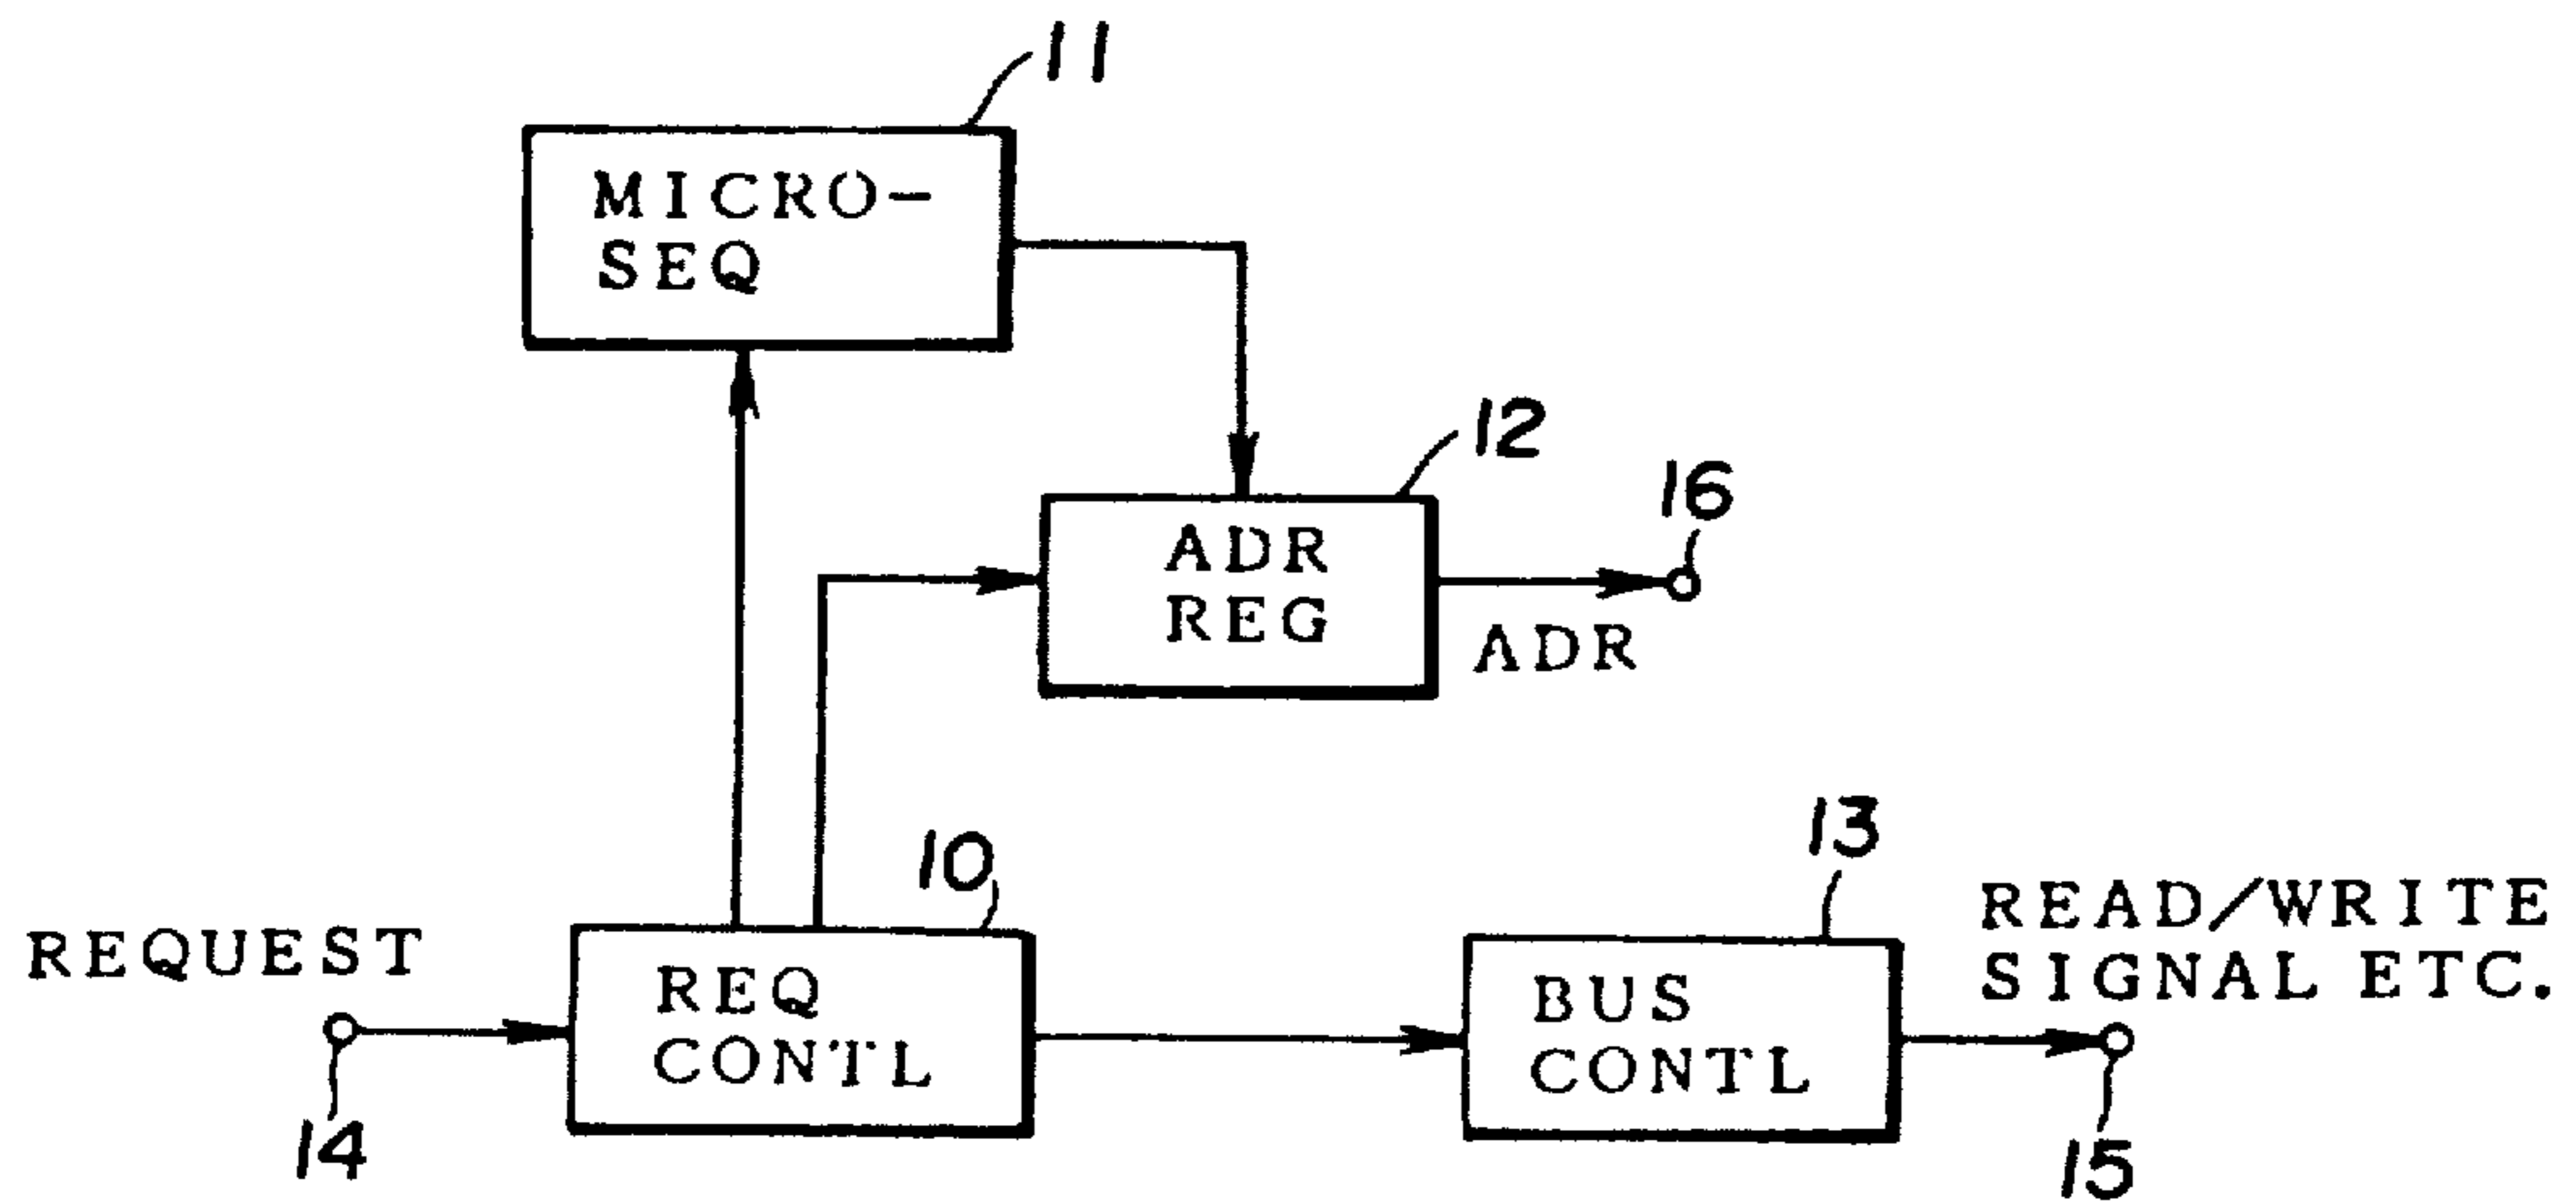 11
MICRO-
SEQ
12
16
ADR
REG
ADR
10
13
REQUEST
READ/WRITE
SIGNAL ETC.
REQ
CONTL
BUS
CONTL
14
15